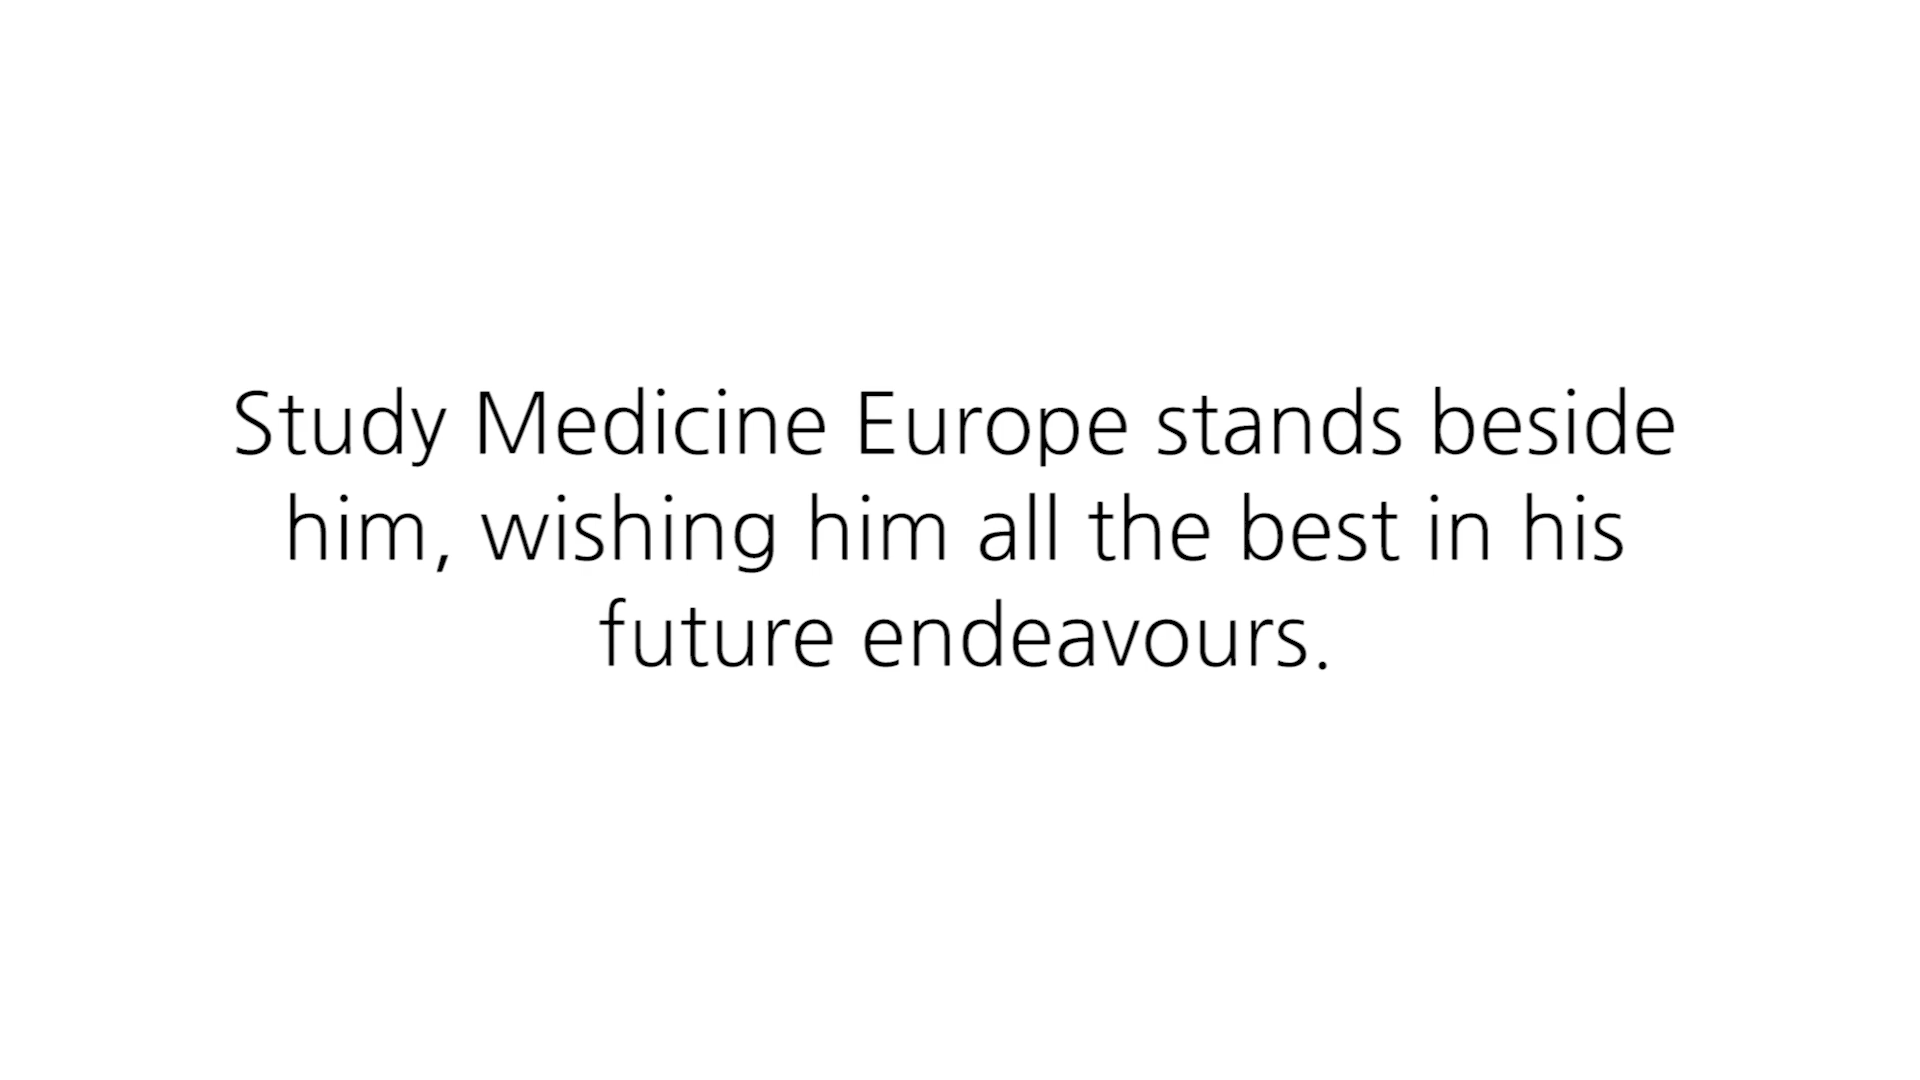 Study Medicine Europe stands beside
him, wishing him all the best in his
future endeavours.